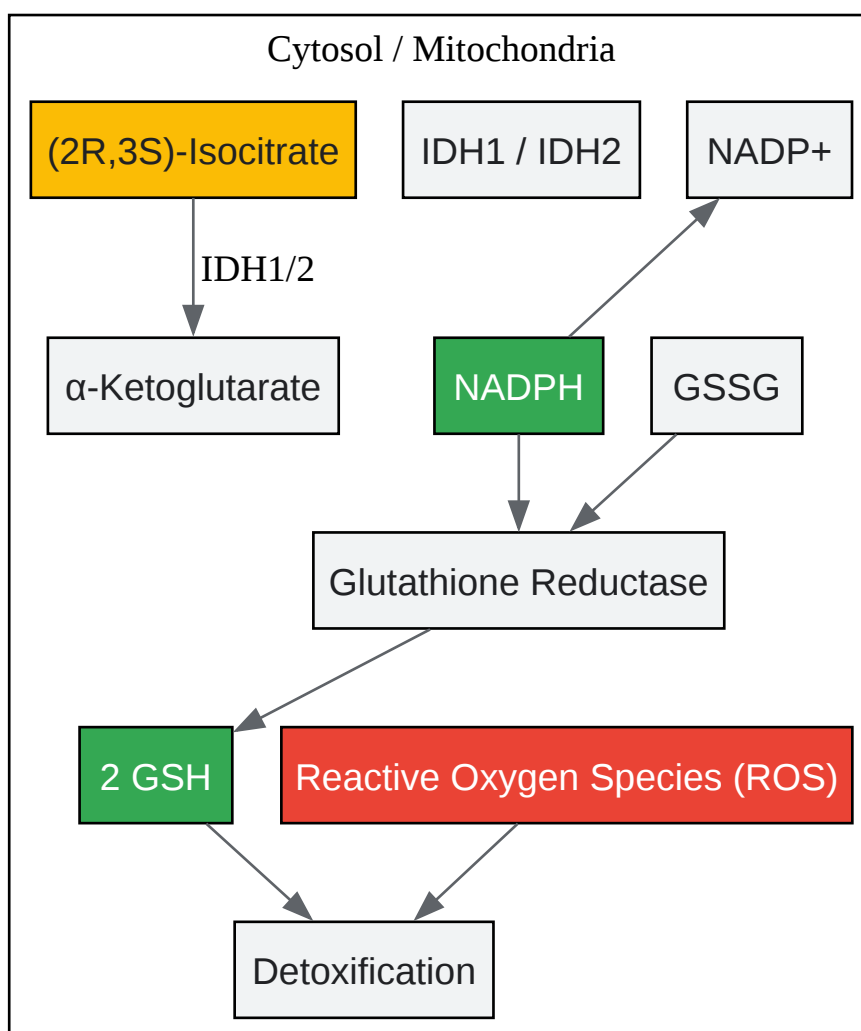 Cytosol / Mitochondria
(2R,3S)-Isocitrate
IDH1 / IDH2
NADP+
IDH1/2
α-Ketoglutarate
NADPH
GSSG
Glutathione Reductase
2 GSH
Reactive Oxygen Species (ROS)
Detoxification